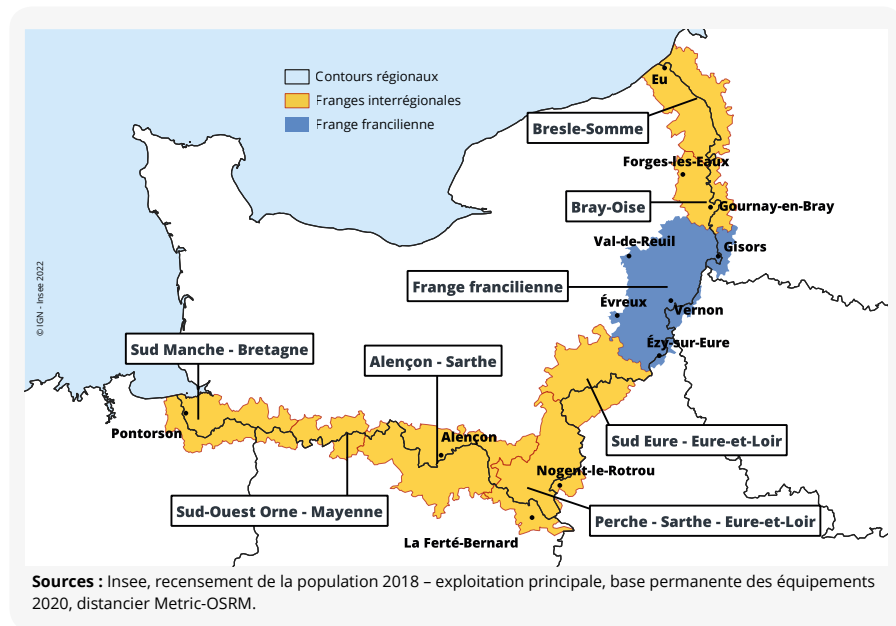 Contours régionaux
Franges interrégionales
Frange francilienne
Eu
Bresle-Somme
Forges-les-Eaux
Bray-Oise
Gournay-en-Bray
Val-de-Reuil
Gisors
Frange francilienne
Évreux
Vernon
Ézy-sur-Eure
© IGN - Insee 2022
Sud Manche - Bretagne
Alençon - Sarthe
Pontorson
Alençon
Sud Eure - Eure-et-Loir
Nogent-le-Rotrou
Sud-Ouest Orne - Mayenne
Perche - Sarthe - Eure-et-Loir
La Ferté-Bernard
Sources : Insee, recensement de la population 2018 – exploitation principale, base permanente des équipements
2020, distancier Metric-OSRM.